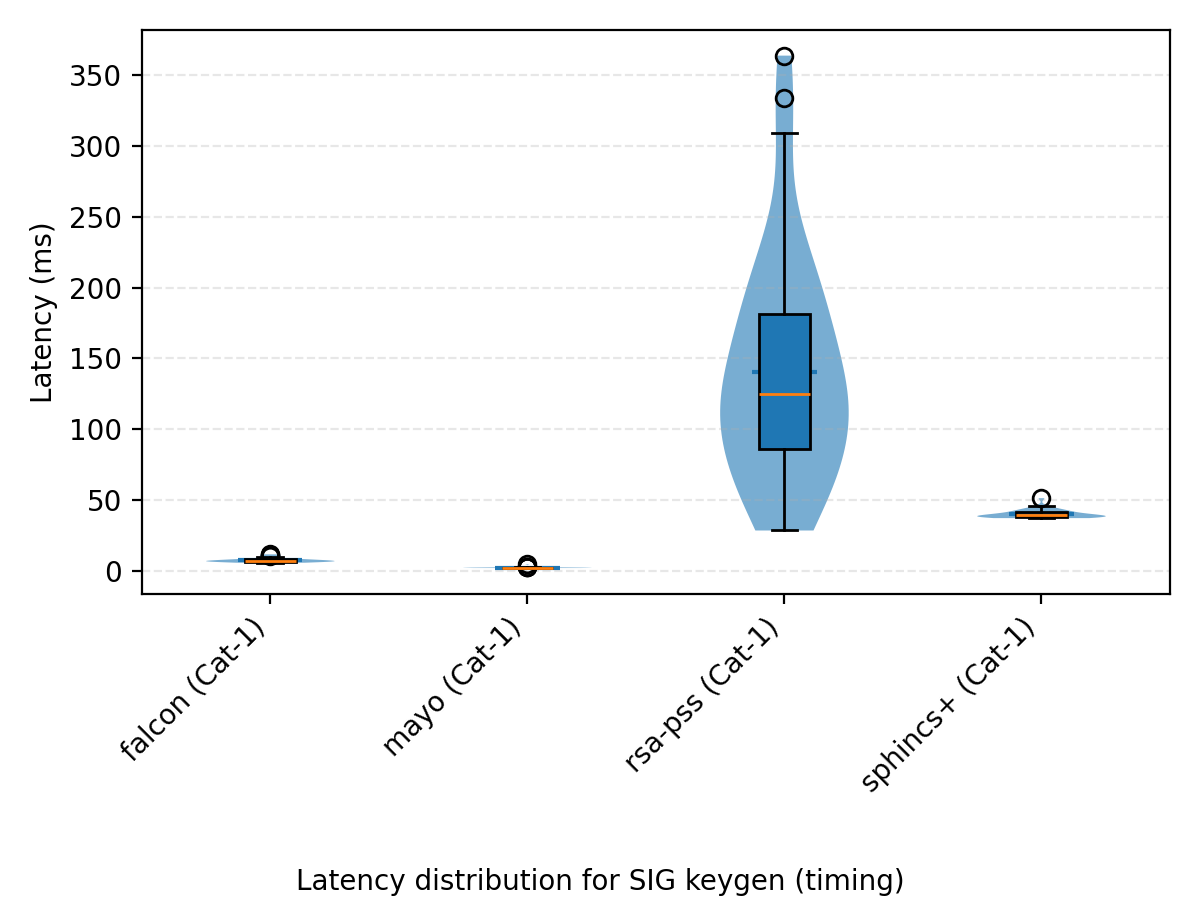 350
300
250
200
150
100
50
0
Latency (ms)
falcon (Cat-1)
mayo (Cat-1)
rsa-pss (Cat-1)
sphincs+ (Cat-1)
Latency distribution for SIG keygen (timing)